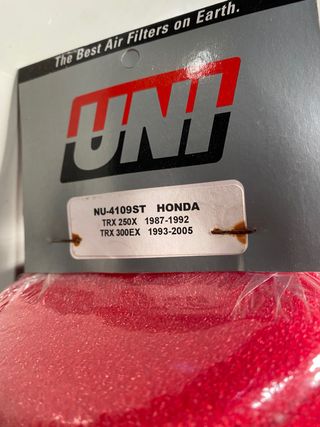 The Best Air Filters on Earth.
UNI
NU-4109ST HONDA
TRX 250X 1987-1992
TRX 300EX 1993-2005